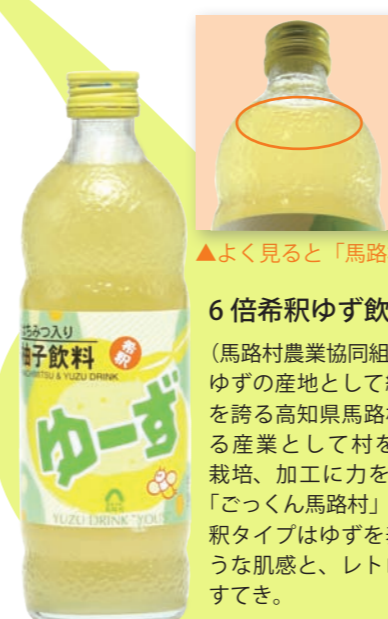 ▲よく見ると「馬路
6倍希釈ゆず飲
（馬路村農業協同組
ゆずの産地として
を誇る高知県馬路
る産業として村を
栽培、加工に力を
「ごっくん馬路村」
釈タイプはゆずを
うな肌感と、レト
すてき。
はちみつ入り
柚子飲料
希釈
HACHIMITSU & YUZU DRINK
ゆーず
YUZU DRINK "YOUS"